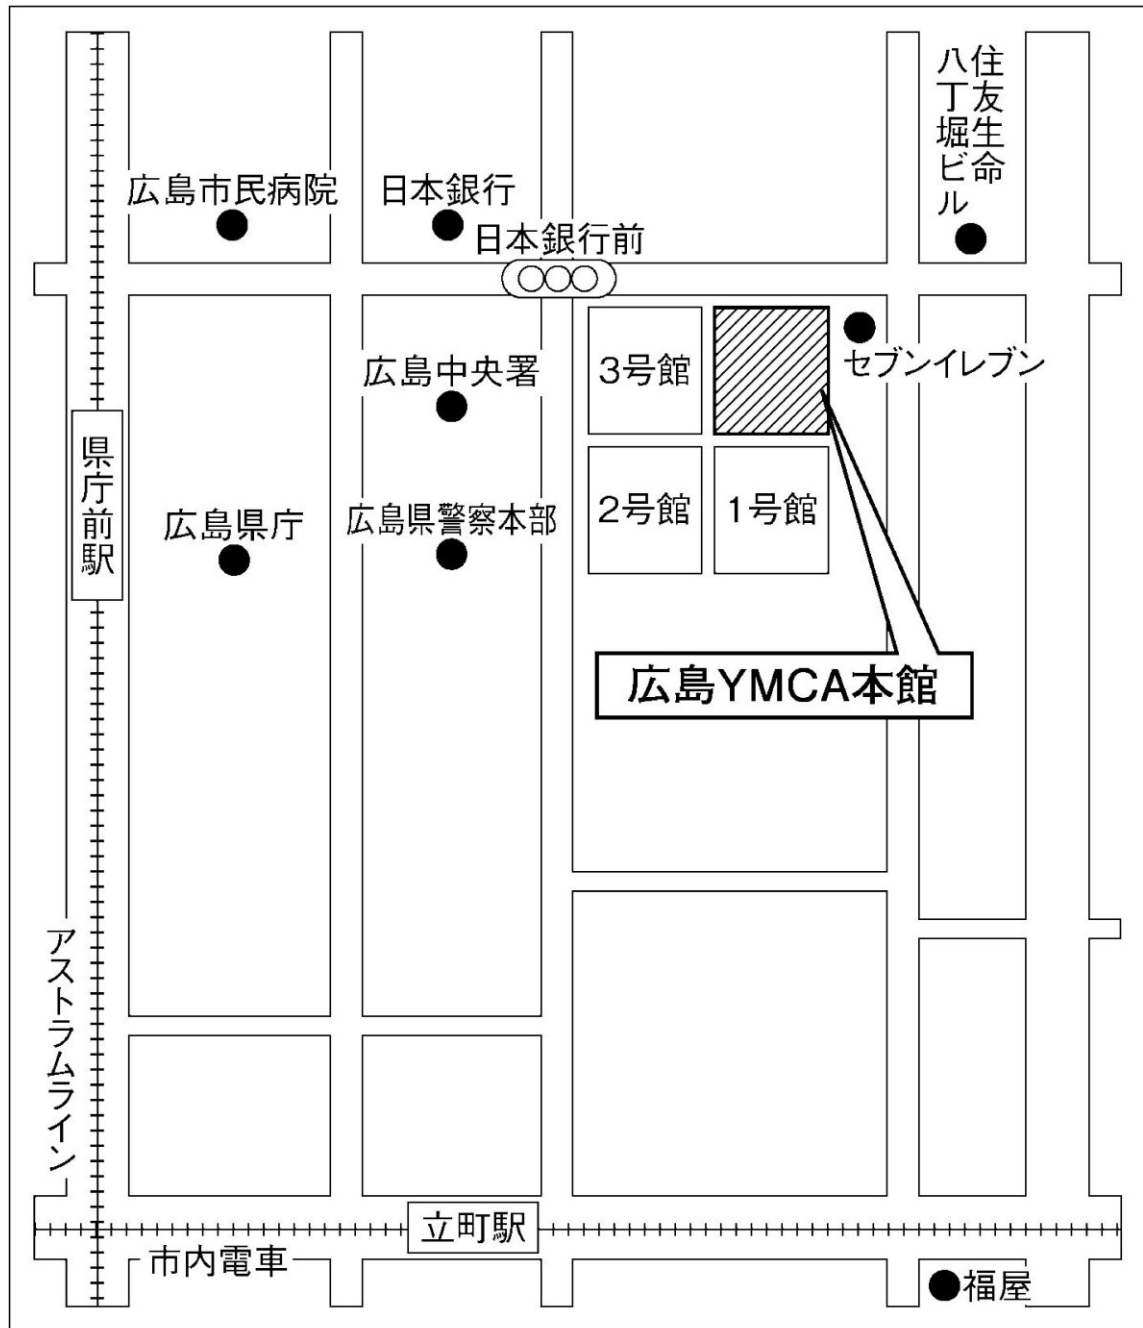 住友生命
八丁堀ビル
広島市民病院
日本銀行
日本銀行前
3号館
セブンイレブン
広島中央署
県庁前駅
広島県庁
広島県警察本部
2号館
1号館
広島YMCA本館
アストラムライン
立町駅
市内電車
福屋